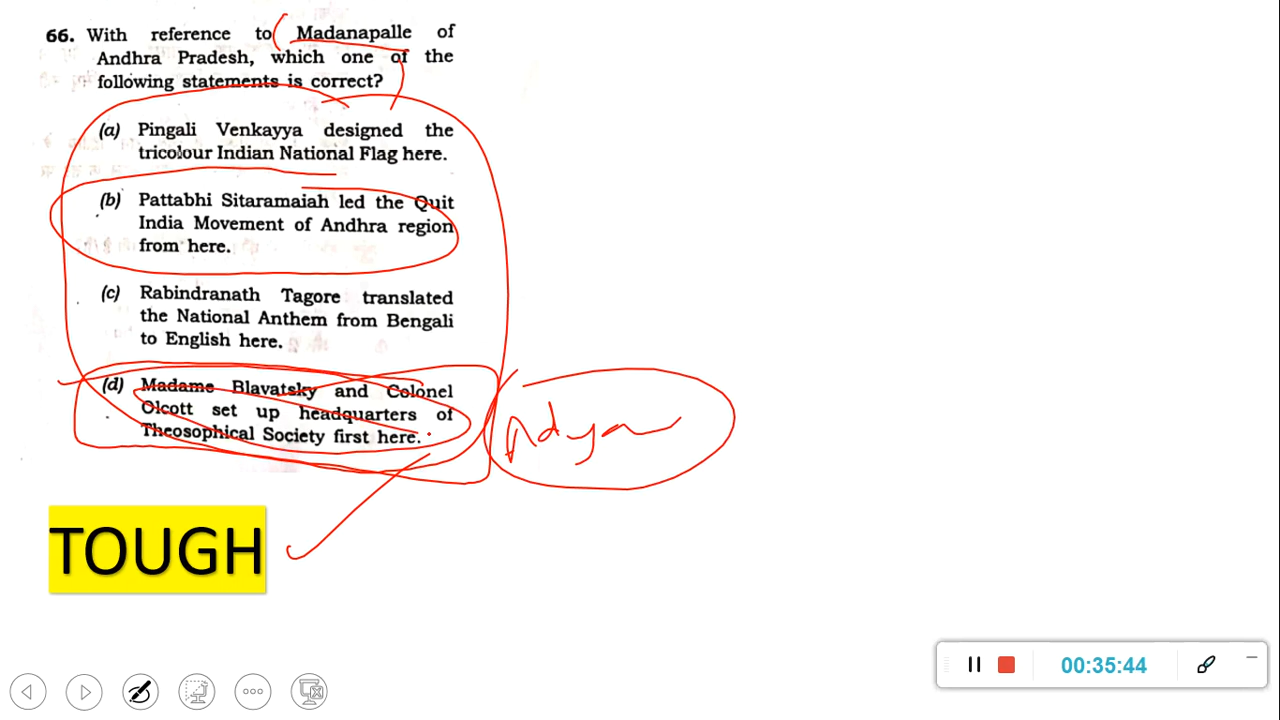 66. With reference to Madanapalle of
Andhra Pradesh, which one of the
following statements is correct?
(a) Pingali Venkayya designed the
tricolour Indian National Flag here.
(b) Pattabhi Sitaramaiah led the Quit
India Movement of Andhra region
from here.
(c) Rabindranath Tagore translated
the National Anthem from Bengali
to English here.
(d) Madame Blavatsky and Colonel
Olcott set up headquarters of
Theosophical Society first here.
Adyar
TOUGH
00:35:44